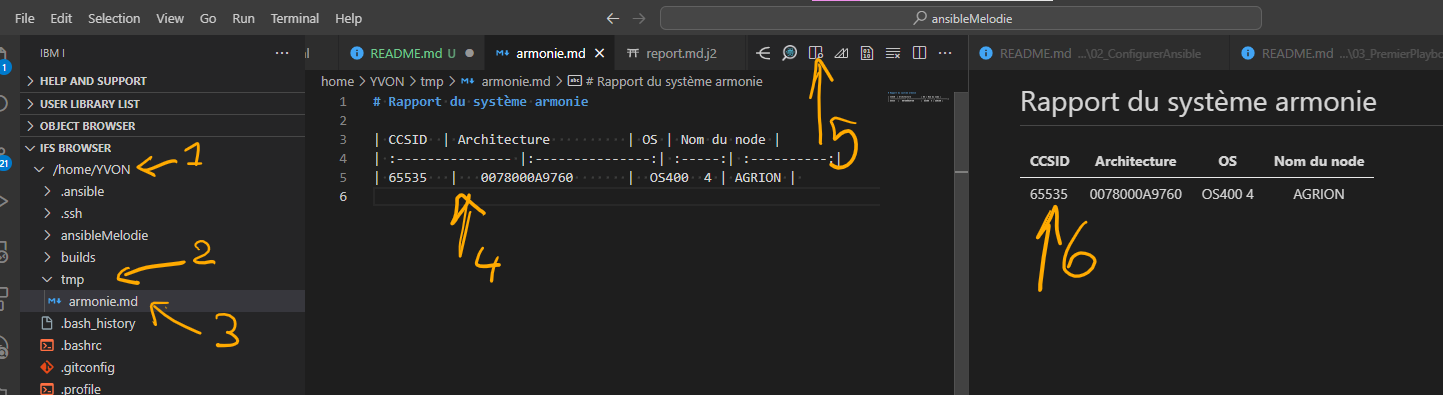 File Edit Selection View Go Run Terminal Help
ansibleMelodie
IBM I
HELP AND SUPPORT
USER LIBRARY LIST
OBJECT BROWSER
IFS BROWSER
/home/YVON
.ansible
.ssh
ansibleMelodie
builds
tmp
armonie.md
.bash_history
.bashrc
.gitconfig
.profile
1
21
1
2
3
README.md U
armonie.md
report.md.j2
home > YVON > tmp > armonie.md > # Rapport du système armonie
1 # Rapport du système armonie
2
3 | CCSID | Architecture | OS | Nom du node |
4 | :--------------- |:---------------:| :-----:| :----------:|
5 | 65535 | 0078000A9760 | OS400 4 | AGRION |
6
4
5
README.md ...\02_ConfigurerAnsible
README.md ...\03_PremierPlaybo
Rapport du système armonie
CCSID Architecture OS Nom du node
65535 0078000A9760 OS400 4 AGRION
6